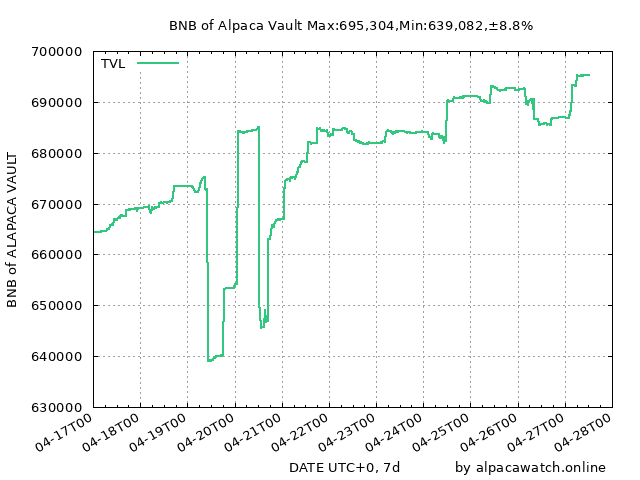 BNB of Alpaca Vault Max:695,304,Min:639,082,±8.8%
TVL
700000
690000
680000
670000
660000
650000
640000
630000
BNB of ALAPACA VAULT
04-17T00
04-18T00
04-19T00
04-20T00
04-21T00
04-22T00
04-23T00
04-24T00
04-25T00
04-26T00
04-27T00
04-28T00
DATE UTC+0, 7d
by alpacawatch.online